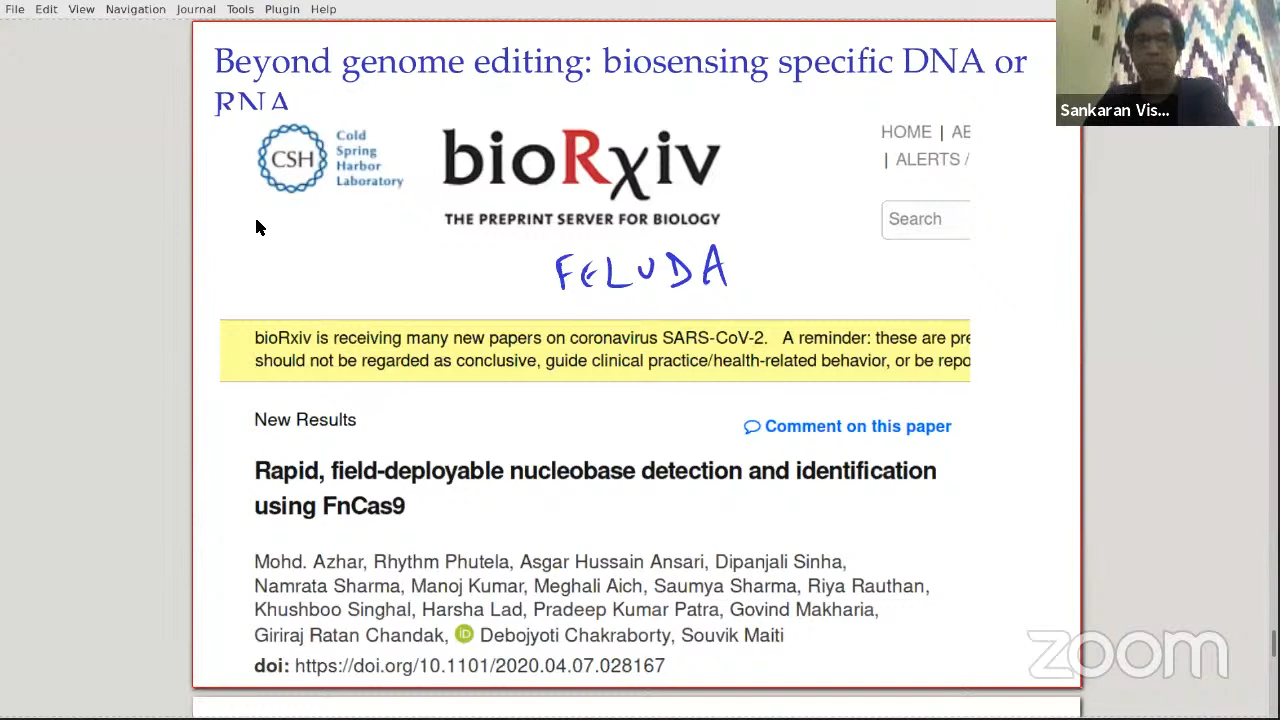 File Edit View Navigation Journal Tools Plugin Help
Beyond genome editing: biosensing specific DNA or
RNA
Sankaran Vis...
CSH Cold
Spring
Harbor
Laboratory
bioRxiv
THE PREPRINT SERVER FOR BIOLOGY
HOME | AB
| ALERTS /
Search
FELUDA
bioRxiv is receiving many new papers on coronavirus SARS-CoV-2. A reminder: these are pre
should not be regarded as conclusive, guide clinical practice/health-related behavior, or be repo
New Results
Comment on this paper
Rapid, field-deployable nucleobase detection and identification
using FnCas9
Mohd. Azhar, Rhythm Phutela, Asgar Hussain Ansari, Dipanjali Sinha,
Namrata Sharma, Manoj Kumar, Meghali Aich, Saumya Sharma, Riya Rauthan,
Khushboo Singhal, Harsha Lad, Pradeep Kumar Patra, Govind Makharia,
Giriraj Ratan Chandak, iD Debojyoti Chakraborty, Souvik Maiti
doi: https://doi.org/10.1101/2020.04.07.028167
zoom